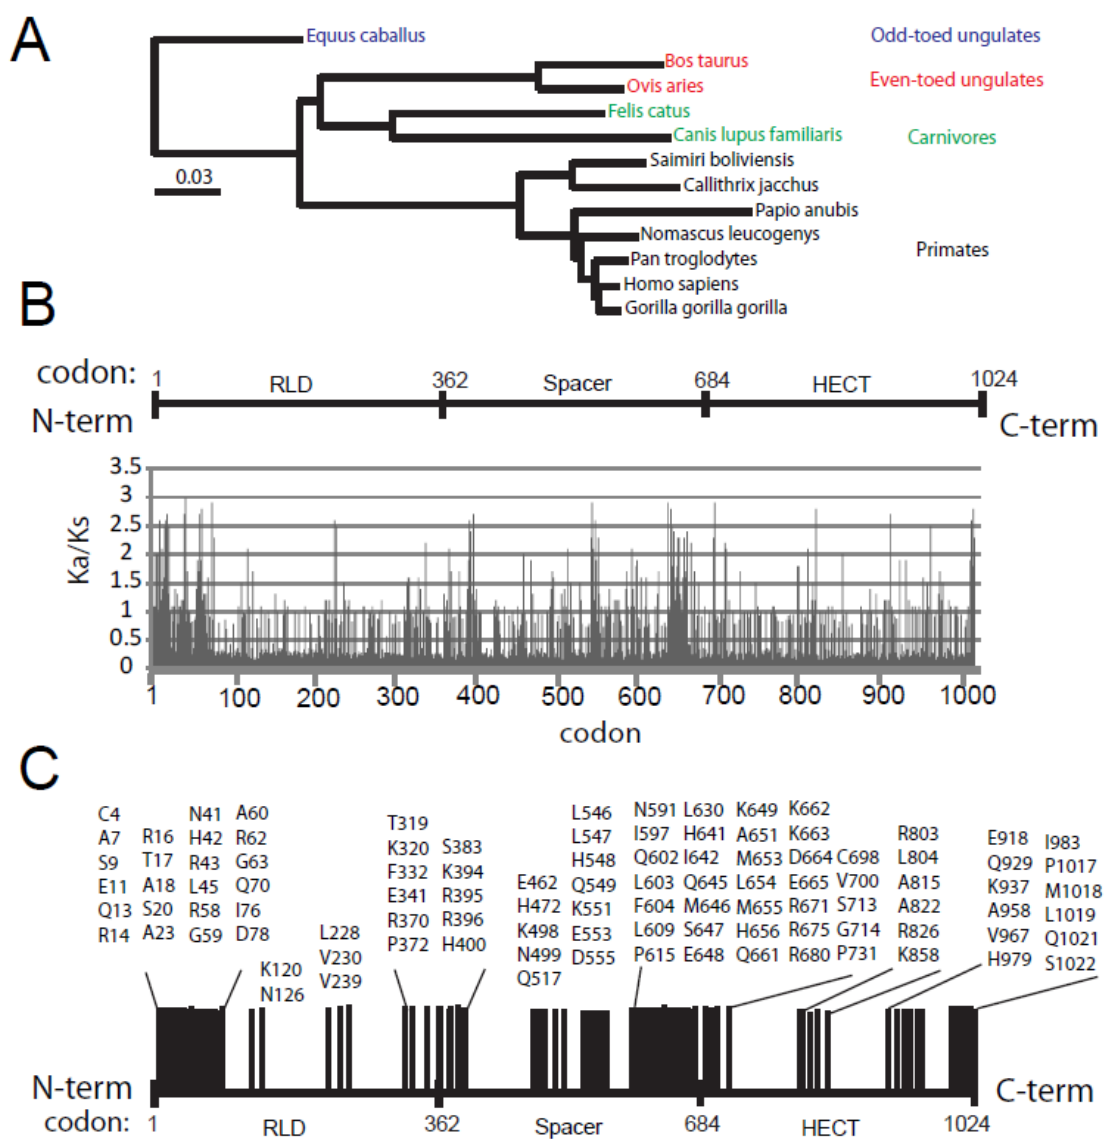 A
Equus caballus
Odd-toed ungulates
Bos taurus
Ovis aries
Even-toed ungulates
Felis catus
Canis lupus familiaris
Carnivores
0.03
Saimiri boliviensis
Callithrix jacchus
Papio anubis
Nomascus leucogenys
Primates
Pan troglodytes
Homo sapiens
Gorilla gorilla gorilla
B
codon: 1 RLD 362 Spacer 684 HECT 1024
N-term C-term
Ka/Ks
3.5
3
2.5
2
1.5
1
0.5
0
1 100 200 300 400 500 600 700 800 900 1000
codon
C
C4
A7
S9
E11
Q13
R14
R16
T17
A18
S20
A23
N41
H42
R43
L45
R58
G59
A60
R62
G63
Q70
I76
D78
K120
N126
L228
V230
V239
T319
K320
F332
E341
R370
P372
S383
K394
R395
R396
H400
E462
H472
K498
N499
Q517
L546
L547
H548
Q549
K551
E553
D555
N591
I597
Q602
L603
F604
L609
P615
L630
H641
I642
Q645
M646
S647
E648
K649
A651
M653
L654
M655
H656
Q661
K662
K663
D664
E665
R671
R675
R680
C698
V700
S713
G714
P731
R803
L804
A815
A822
R826
K858
E918
Q929
K937
A958
V967
H979
I983
P1017
M1018
L1019
Q1021
S1022
N-term C-term
codon: 1 RLD 362 Spacer 684 HECT 1024